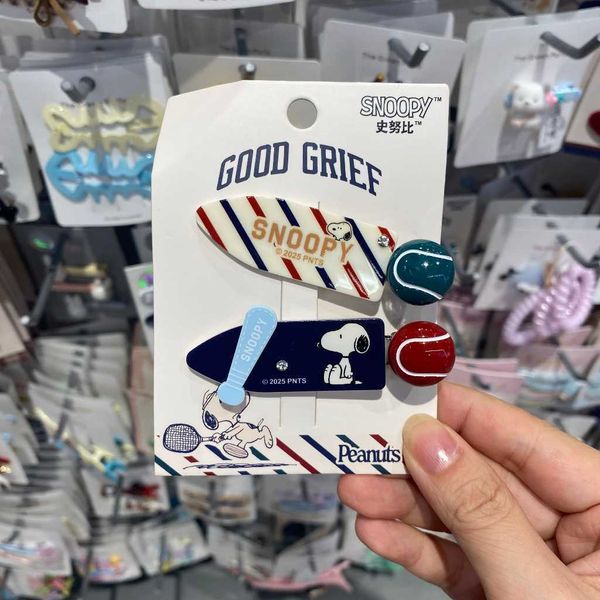 SNOOPY™
史努比™
GOOD GRIEF
SNOOPY
© 2025 PNTS
SNOOPY
© 2025 PNTS
Peanuts